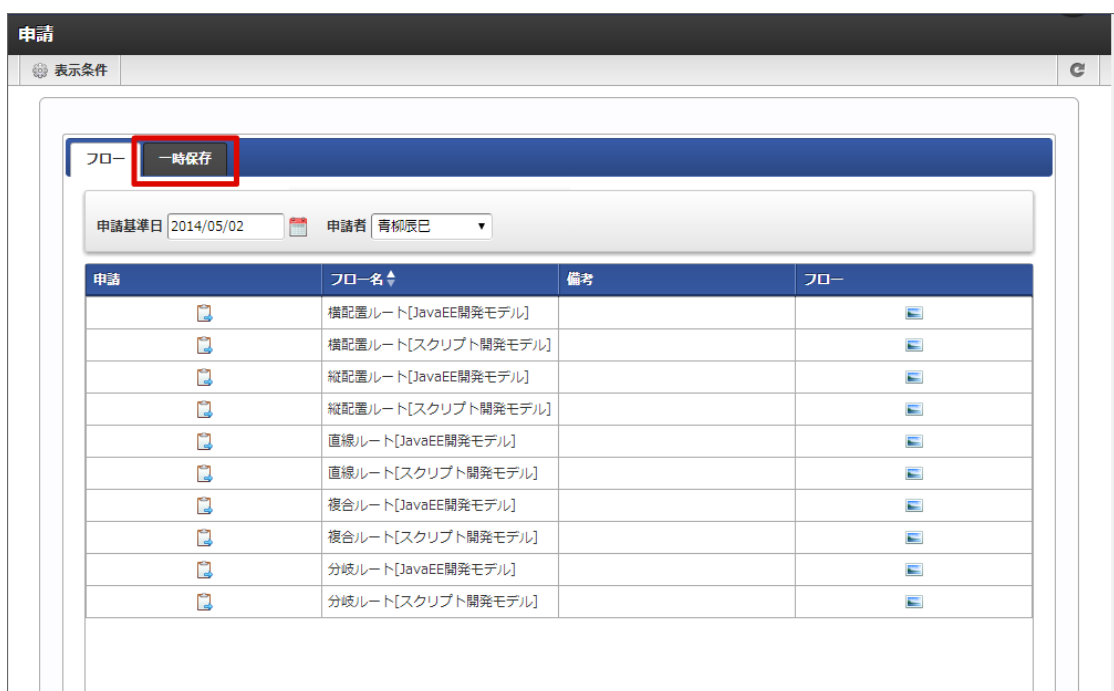 申請
表示条件
フロー 一時保存
申請基準日 2014/05/02 申請者 青柳辰巳
申請 フロー名 備考 フロー
横配置ルート[JavaEE開発モデル]
横配置ルート[スクリプト開発モデル]
縦配置ルート[JavaEE開発モデル]
縦配置ルート[スクリプト開発モデル]
直線ルート[JavaEE開発モデル]
直線ルート[スクリプト開発モデル]
複合ルート[JavaEE開発モデル]
複合ルート[スクリプト開発モデル]
分岐ルート[JavaEE開発モデル]
分岐ルート[スクリプト開発モデル]